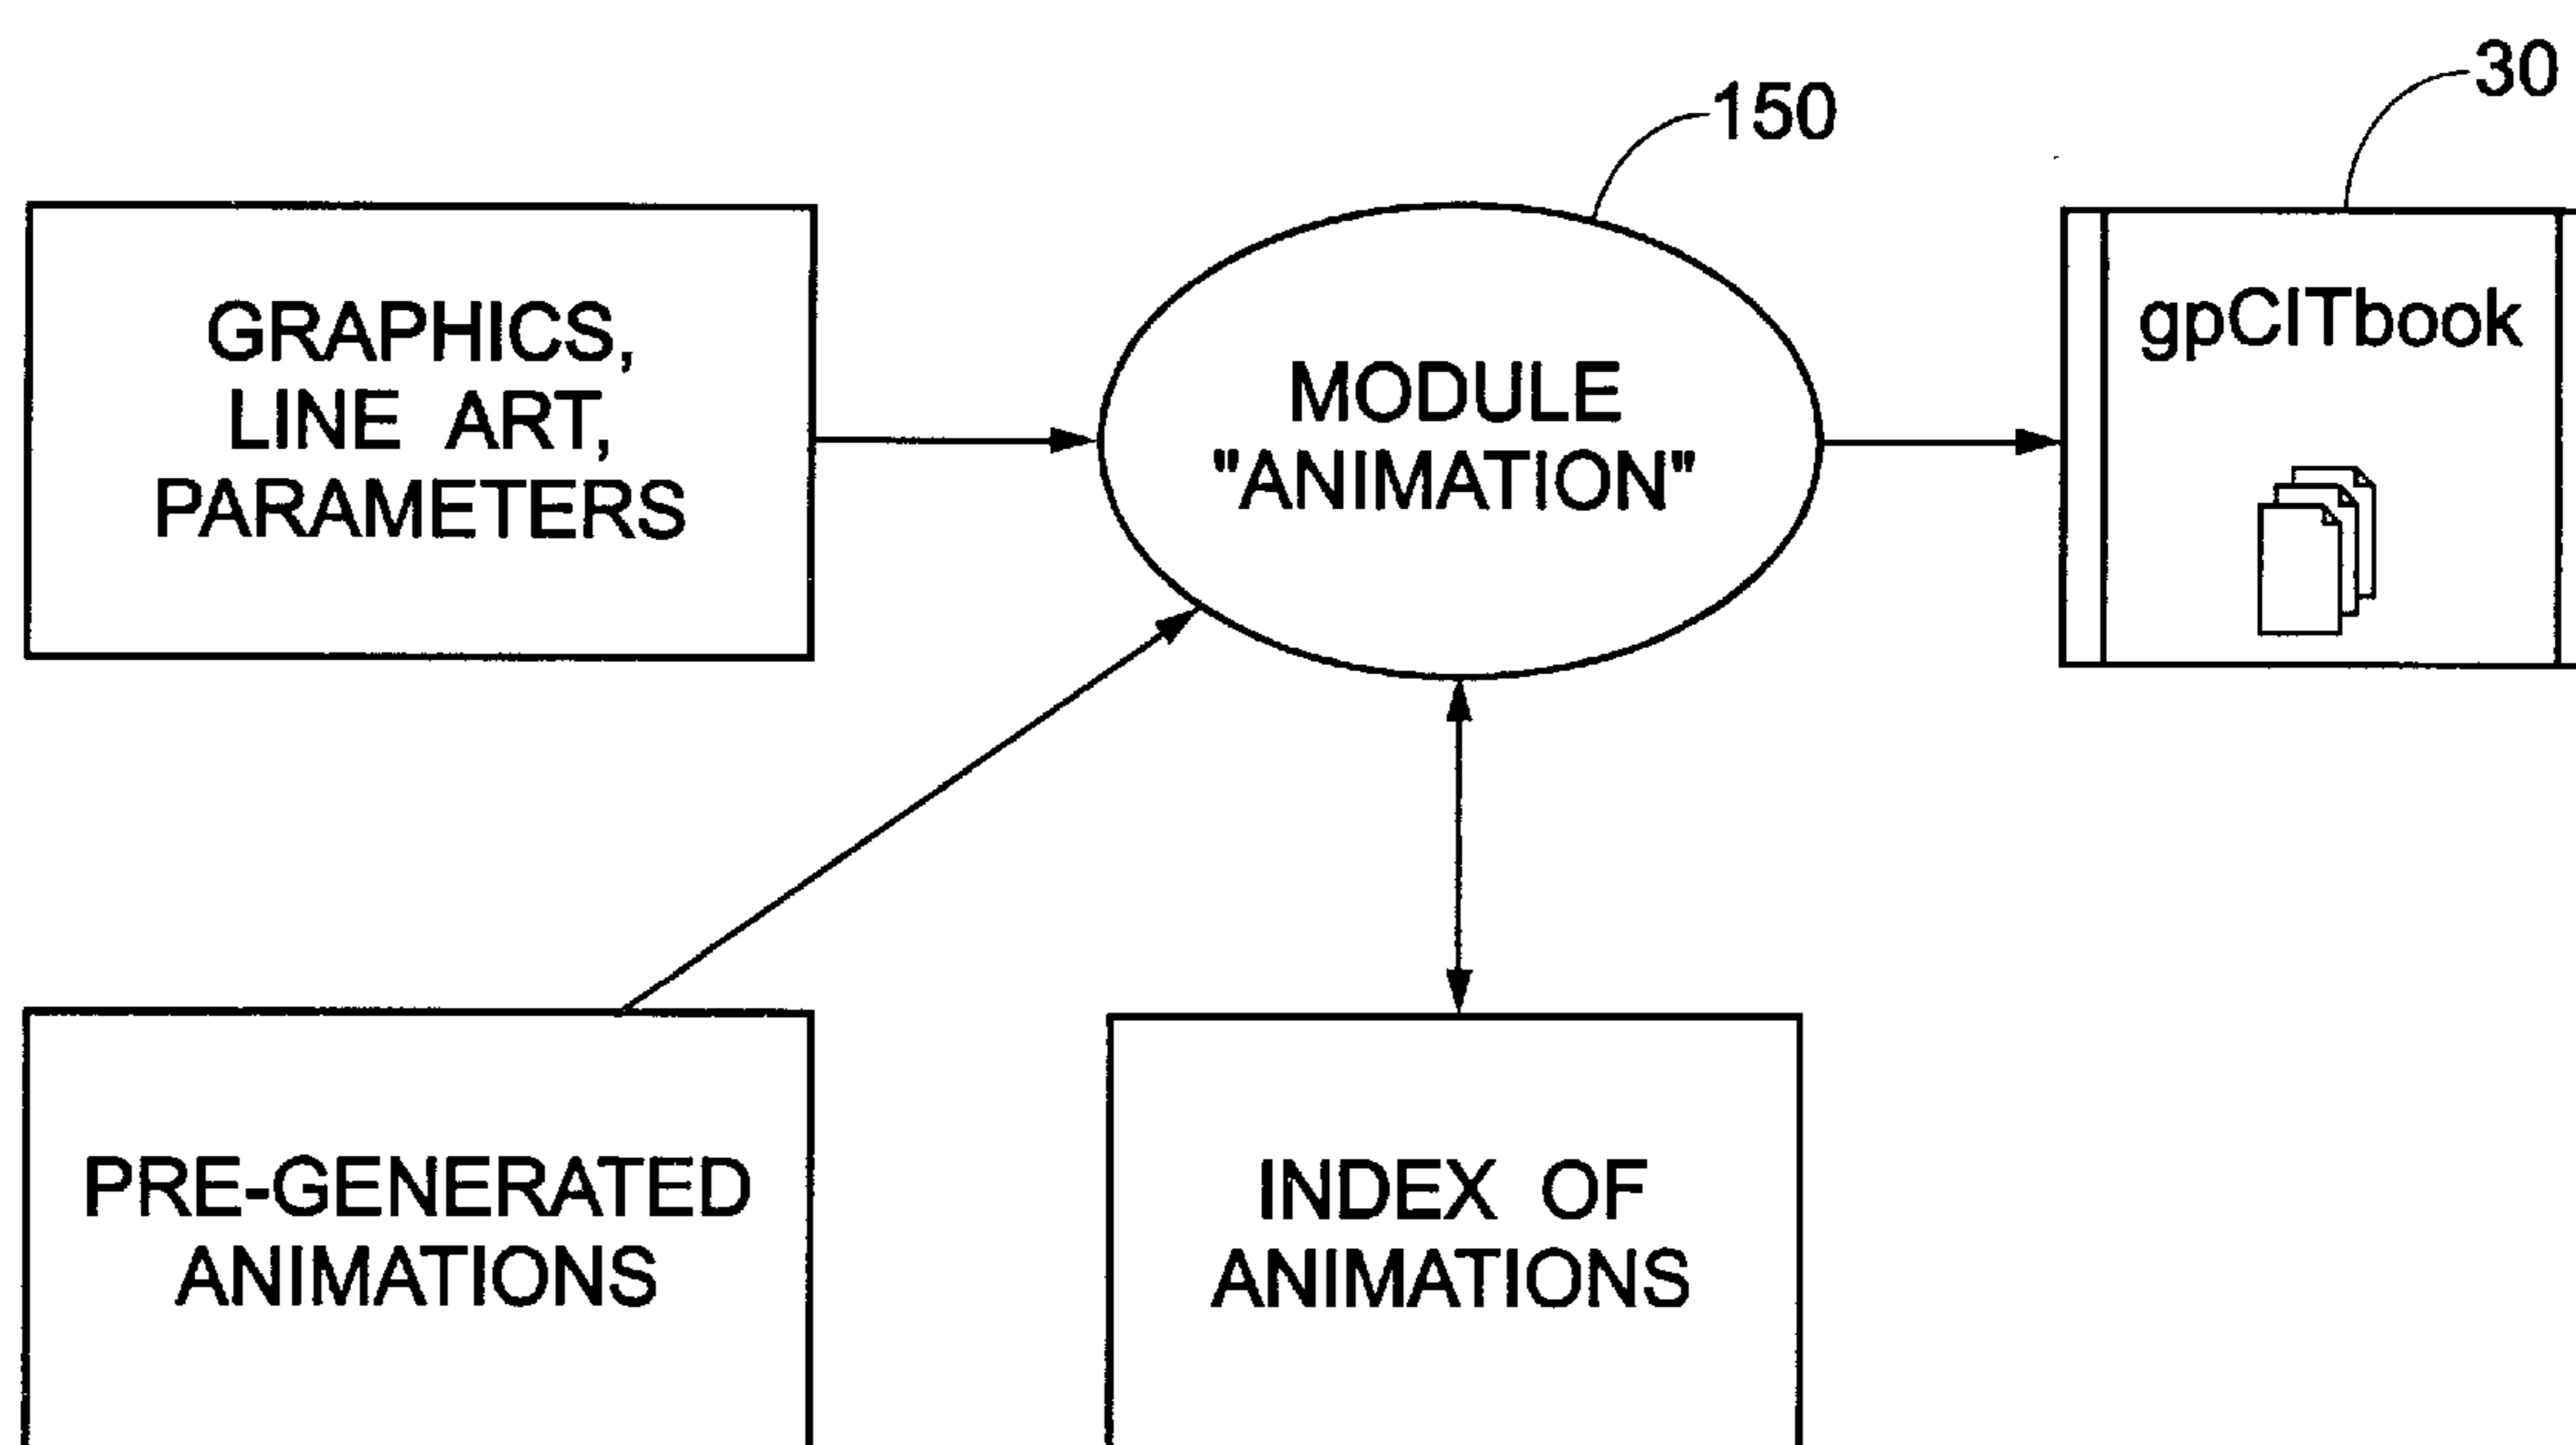 30
150
GRAPHICS,
LINE ART,
PARAMETERS
MODULE
"ANIMATION"
gpCITbook
PRE-GENERATED
ANIMATIONS
INDEX OF
ANIMATIONS